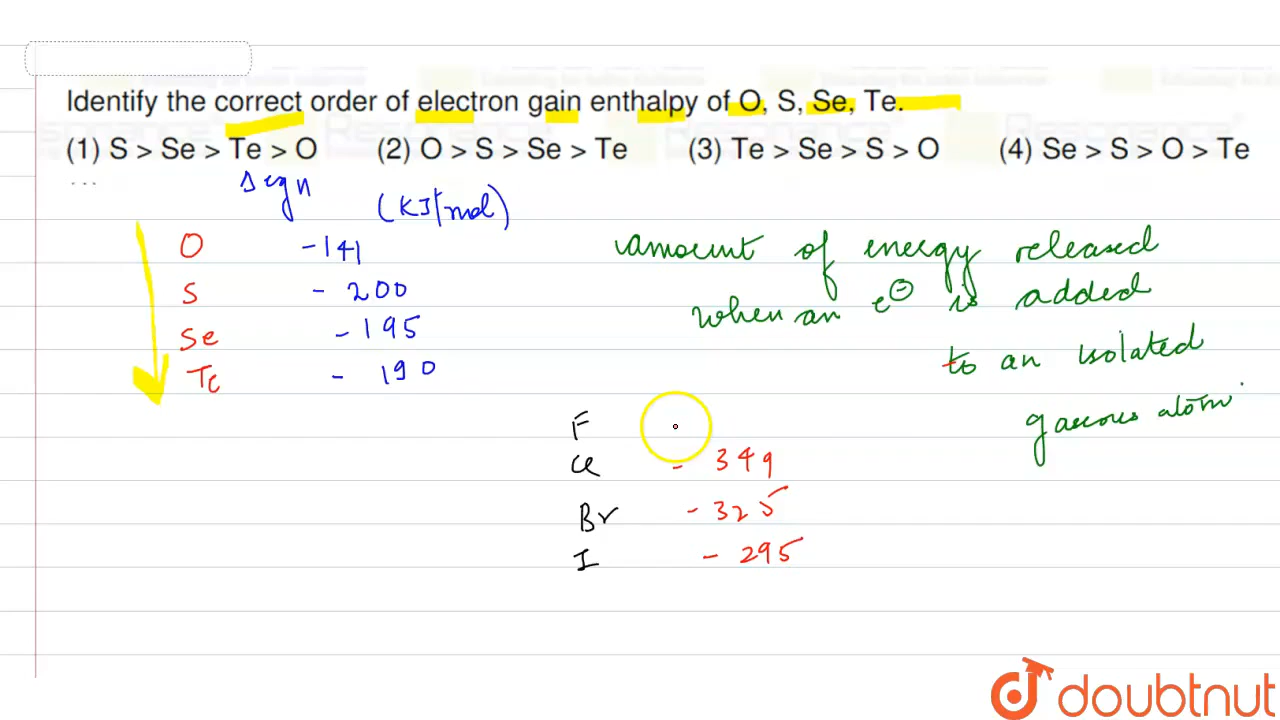 Identify the correct order of electron gain enthalpy of O, S, Se, Te.
(1) S > Se > Te > O (2) O > S > Se > Te (3) Te > Se > S > O (4) Se > S > O > Te
...
(KJ/mol)
O -141
S - 200
Se -195
Te - 190
amount of energy released
when an e⊖ is added
to an isolated
gaseous atom.
F
Cl - 349
Br - 325
I - 295
doubtnut